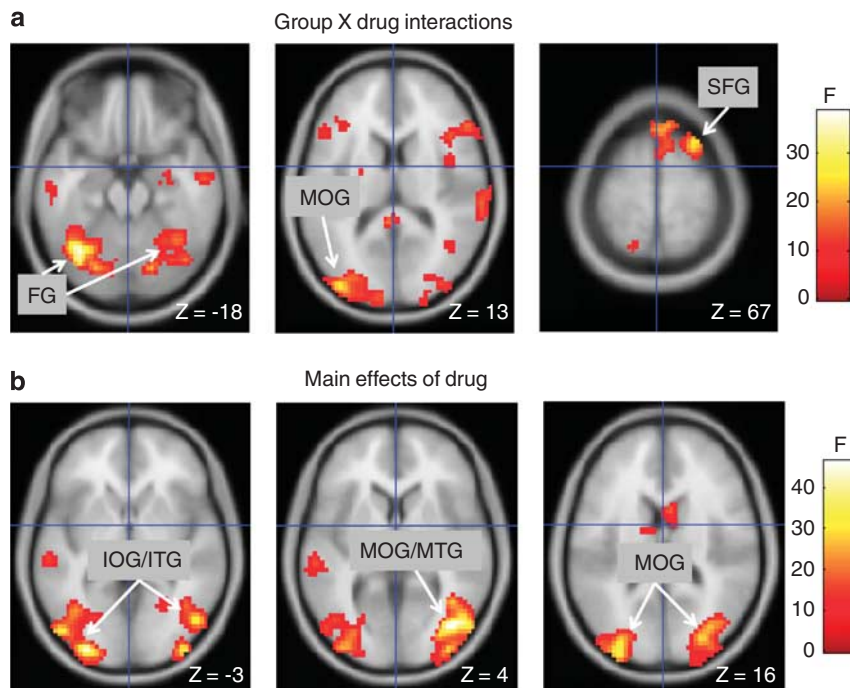 a
Group X drug interactions
SFG
F
30
20
10
0
MOG
FG
Z = -18
Z = 13
Z = 67
b
Main effects of drug
F
40
30
20
10
0
IOG/ITG
MOG/MTG
MOG
Z = -3
Z = 4
Z = 16